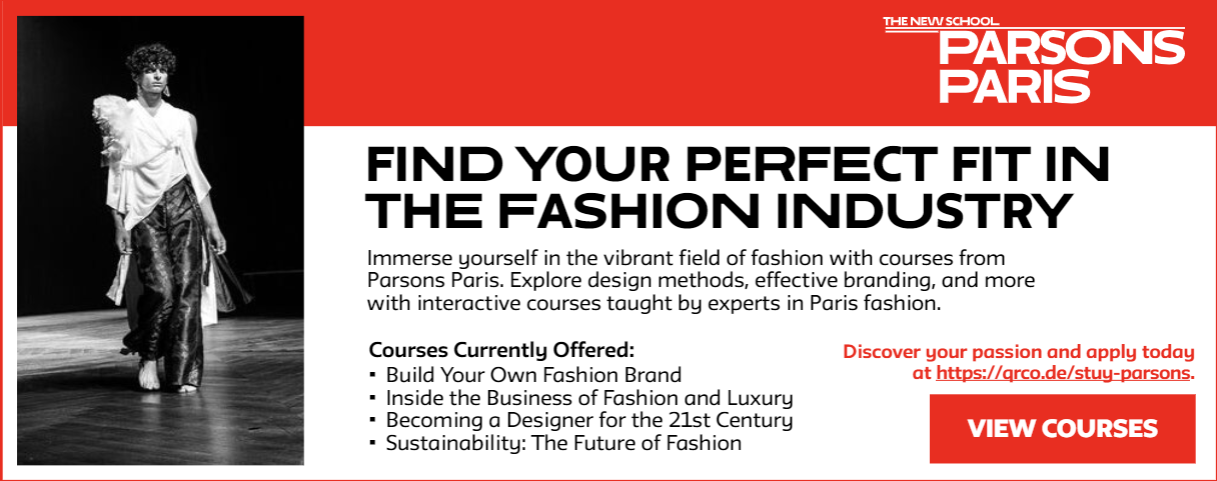 THE NEW SCHOOL
PARSONS
PARIS
FIND YOUR PERFECT FIT IN
THE FASHION INDUSTRY
Immerse yourself in the vibrant field of fashion with courses from
Parsons Paris. Explore design methods, effective branding, and more
with interactive courses taught by experts in Paris fashion.
Courses Currently Offered:
▪ Build Your Own Fashion Brand
▪ Inside the Business of Fashion and Luxury
▪ Becoming a Designer for the 21st Century
▪ Sustainability: The Future of Fashion
Discover your passion and apply today
at https://qrco.de/stuy-parsons.
VIEW COURSES